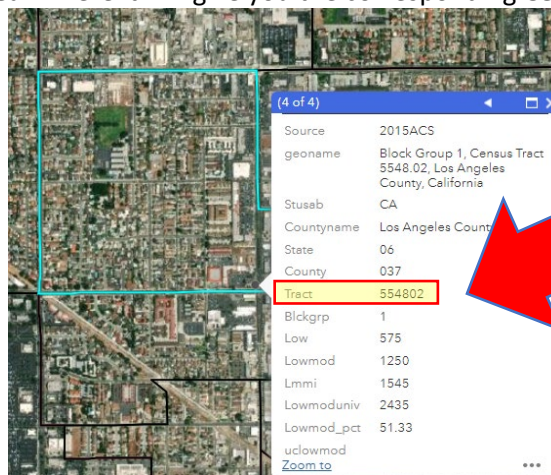 (4 of 4)
Source 2015ACS
geoname Block Group 1, Census Tract
5548.02, Los Angeles
County, California
Stusab CA
Countyname Los Angeles
State 06
County 037
Tract 554802
Blckgrp 1
Low 575
Lowmod 1250
Lmmi 1545
Lowmoduniv 2435
Lowmod_pct 51.33
uclowmod
Zoom to